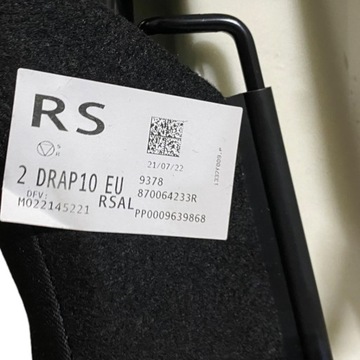 RS
S
R
21/07/22
2 DRAP10 EU 9378
870064233R
DEV:
M022145221 RSAL
PP0009639868